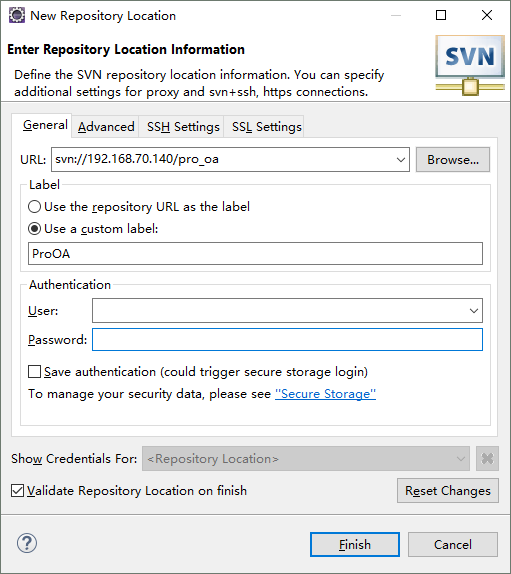 New Repository Location
Enter Repository Location Information
Define the SVN repository location information. You can specify
additional settings for proxy and svn+ssh, https connections.
SVN
General Advanced SSH Settings SSL Settings
URL: svn://192.168.70.140/pro_oa Browse...
Label
Use the repository URL as the label
Use a custom label:
ProOA
Authentication
User:
Password:
Save authentication (could trigger secure storage login)
To manage your security data, please see "Secure Storage"
Show Credentials For: <Repository Location>
Validate Repository Location on finish Reset Changes
? Finish Cancel